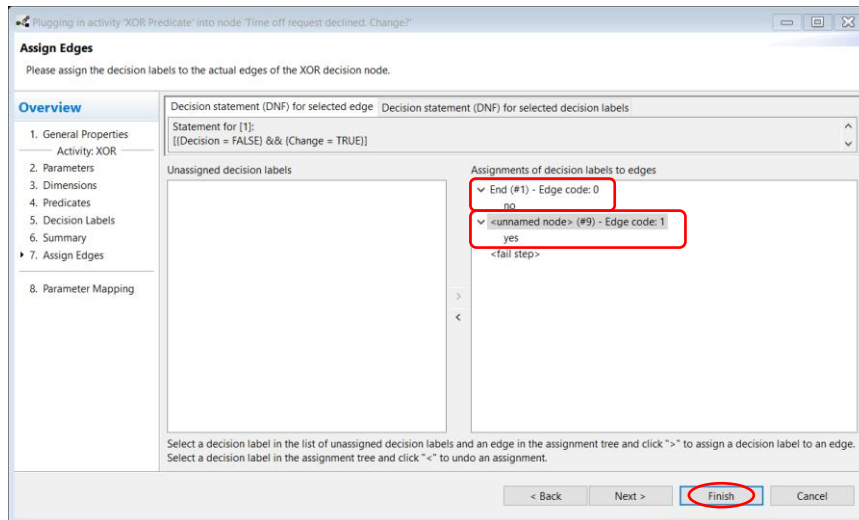 Plugging in activity 'XOR Predicate' into node 'Time off request declined. Change?'
Assign Edges
Please assign the decision labels to the actual edges of the XOR decision node.
Overview
1. General Properties
Activity: XOR
2. Parameters
3. Dimensions
4. Predicates
5. Decision Labels
6. Summary
7. Assign Edges
8. Parameter Mapping
Decision statement (DNF) for selected edge
Decision statement (DNF) for selected decision labels
Statement for [1]:
[(Decision = FALSE) && (Change = TRUE)]
Unassigned decision labels
Assignments of decision labels to edges
End (#1) - Edge code: 0
no
<unnamed node> (#9) - Edge code: 1
yes
<fail step>
>
<
Select a decision label in the list of unassigned decision labels and an edge in the assignment tree and click ">" to assign a decision label to an edge.
Select a decision label in the assignment tree and click "<" to undo an assignment.
< Back
Next >
Finish
Cancel